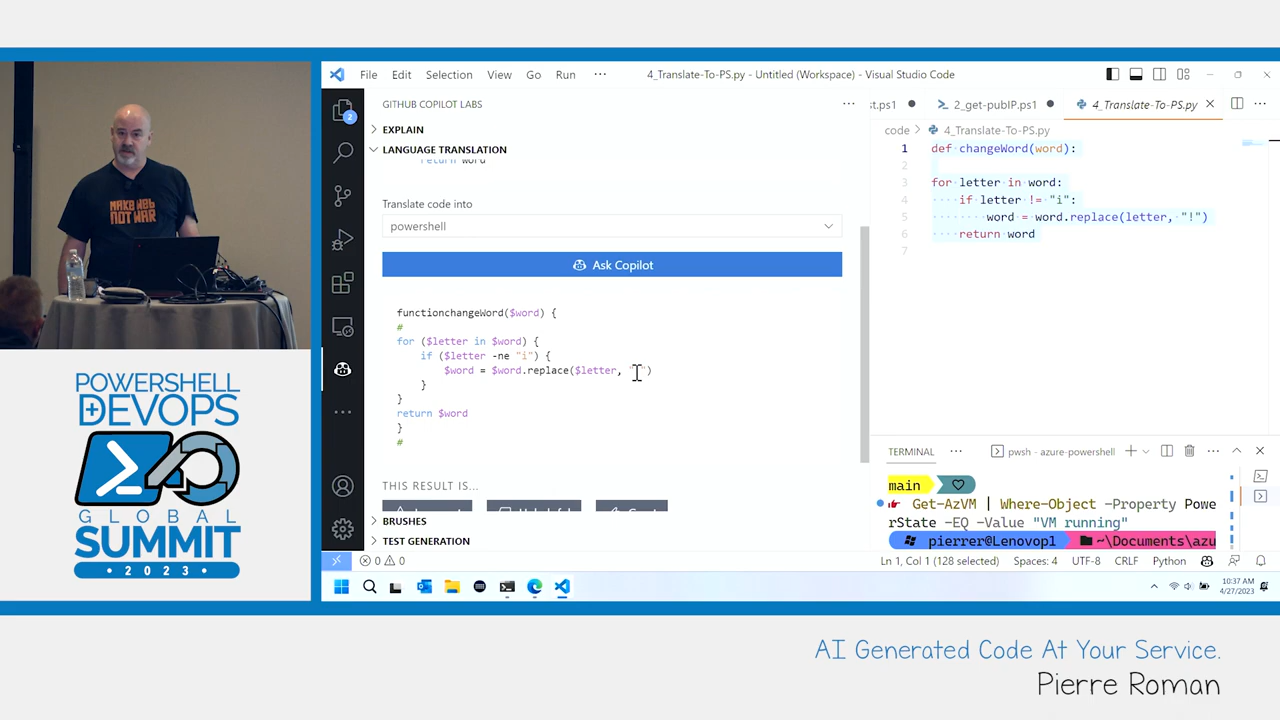 MAKE WEB
NOT WAR
POWERSHELL
+DEVOPS
GLOBAL
SUMMIT
• 2023 •
File Edit Selection View Go Run ···
4_Translate-To-PS.py - Untitled (Workspace) - Visual Studio Code
2
GITHUB COPILOT LABS ···
EXPLAIN
LANGUAGE TRANSLATION
return word
Translate code into
powershell
Ask Copilot
functionchangeWord($word) {
#
for ($letter in $word) {
if ($letter -ne "i") {
$word = $word.replace($letter, 
}
}
return $word
}
#
THIS RESULT IS...
BRUSHES
TEST GENERATION
st.ps1 ● 2_get-pubIP.ps1 ● 4_Translate-To-PS.py
code > 4_Translate-To-PS.py
1 def changeWord(word):
2
3 for letter in word:
4 if letter != "i":
5 word = word.replace(letter, "!")
6 return word
7
TERMINAL ··· pwsh - azure-powershell
main
Get-AzVM | Where-Object -Property Powe
rState -EQ -Value "VM running"
pierrer@Lenovop1 ~\Documents\azu
0 0 Ln 1, Col 1 (128 selected) Spaces: 4 UTF-8 CRLF Python
10:37 AM
4/27/2023
AI Generated Code At Your Service.
Pierre Roman